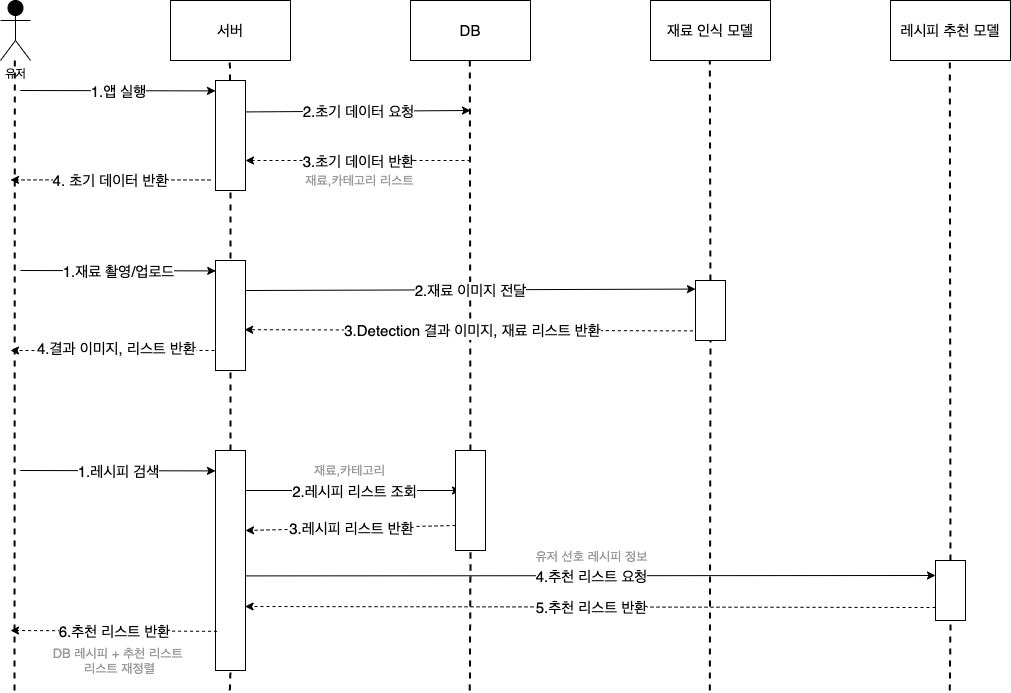 서버
DB
재료 인식 모델
레시피 추천 모델
유저
1.앱 실행
2.초기 데이터 요청
3.초기 데이터 반환
재료,카테고리 리스트
4. 초기 데이터 반환
1.재료 촬영/업로드
2.재료 이미지 전달
3.Detection 결과 이미지, 재료 리스트 반환
4.결과 이미지, 리스트 반환
1.레시피 검색
재료,카테고리
2.레시피 리스트 조회
3.레시피 리스트 반환
유저 선호 레시피 정보
4.추천 리스트 요청
5.추천 리스트 반환
6.추천 리스트 반환
DB 레시피 + 추천 리스트
리스트 재정렬